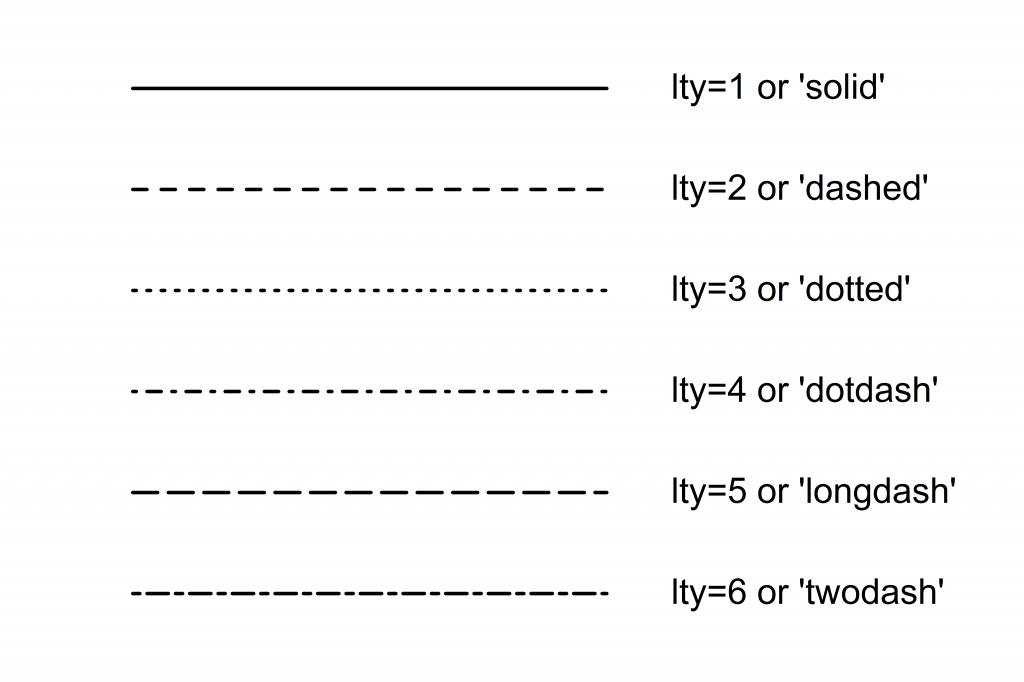 lty=1 or 'solid'
lty=2 or 'dashed'
lty=3 or 'dotted'
lty=4 or 'dotdash'
lty=5 or 'longdash'
lty=6 or 'twodash'